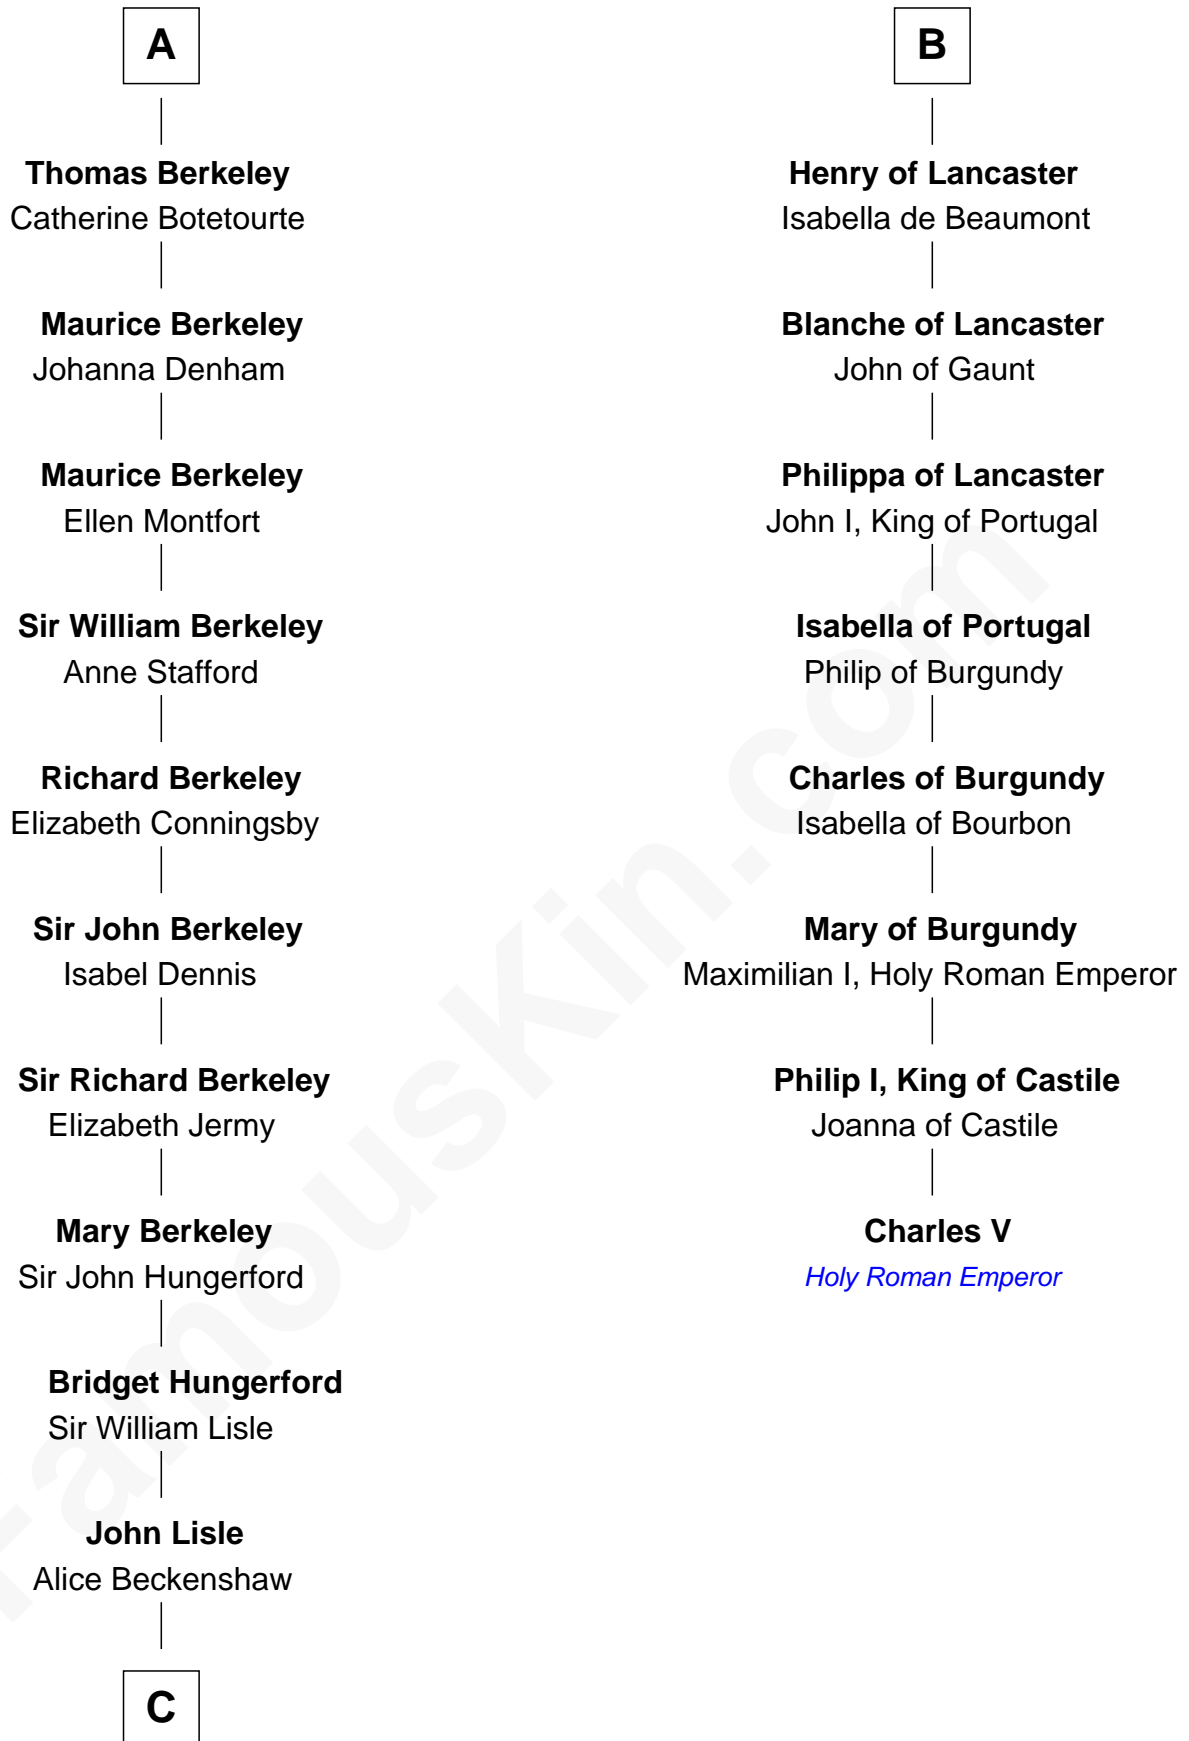 A
Thomas Berkeley
Catherine Botetourte
Maurice Berkeley
Johanna Denham
Maurice Berkeley
Ellen Montfort
Sir William Berkeley
Anne Stafford
Richard Berkeley
Elizabeth Conningsby
Sir John Berkeley
Isabel Dennis
Sir Richard Berkeley
Elizabeth Jermy
Mary Berkeley
Sir John Hungerford
Bridget Hungerford
Sir William Lisle
John Lisle
Alice Beckenshaw
C
B
Henry of Lancaster
Isabella de Beaumont
Blanche of Lancaster
John of Gaunt
Philippa of Lancaster
John I, King of Portugal
Isabella of Portugal
Philip of Burgundy
Charles of Burgundy
Isabella of Bourbon
Mary of Burgundy
Maximilian I, Holy Roman Emperor
Philip I, King of Castile
Joanna of Castile
Charles V
Holy Roman Emperor
FamousKin.com